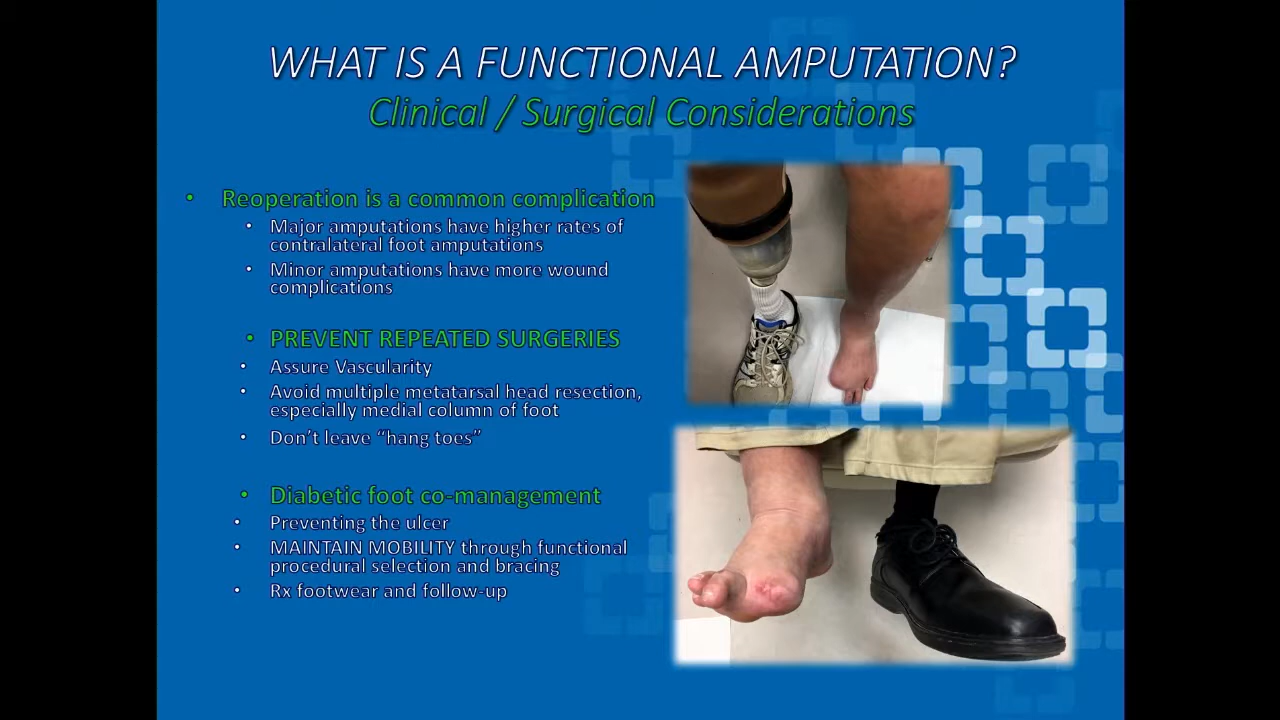 WHAT IS A FUNCTIONAL AMPUTATION?
Clinical / Surgical Considerations
• Reoperation is a common complication
• Major amputations have higher rates of
contralateral foot amputations
• Minor amputations have more wound
complications
• PREVENT REPEATED SURGERIES
• Assure Vascularity
• Avoid multiple metatarsal head resection,
especially medial column of foot
• Don’t leave “hang toes”
• Diabetic foot co-management
• Preventing the ulcer
• MAINTAIN MOBILITY through functional
procedural selection and bracing
• Rx footwear and follow-up